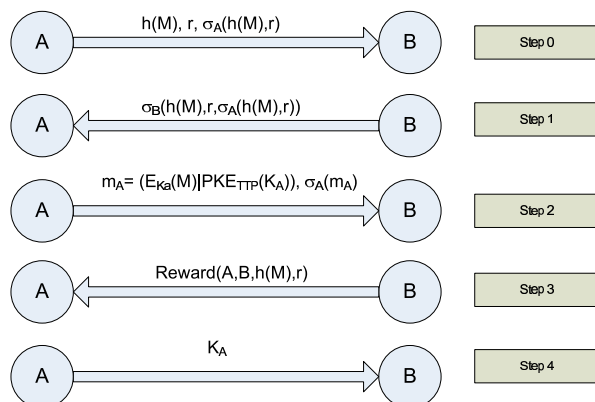 h(M), r, σA(h(M),r)
A B Step 0
σB(h(M),r,σA(h(M),r))
A B Step 1
mA= (EKa(M)|PKETTP(KA)), σA(mA)
A B Step 2
Reward(A,B,h(M),r)
A B Step 3
KA
A B Step 4